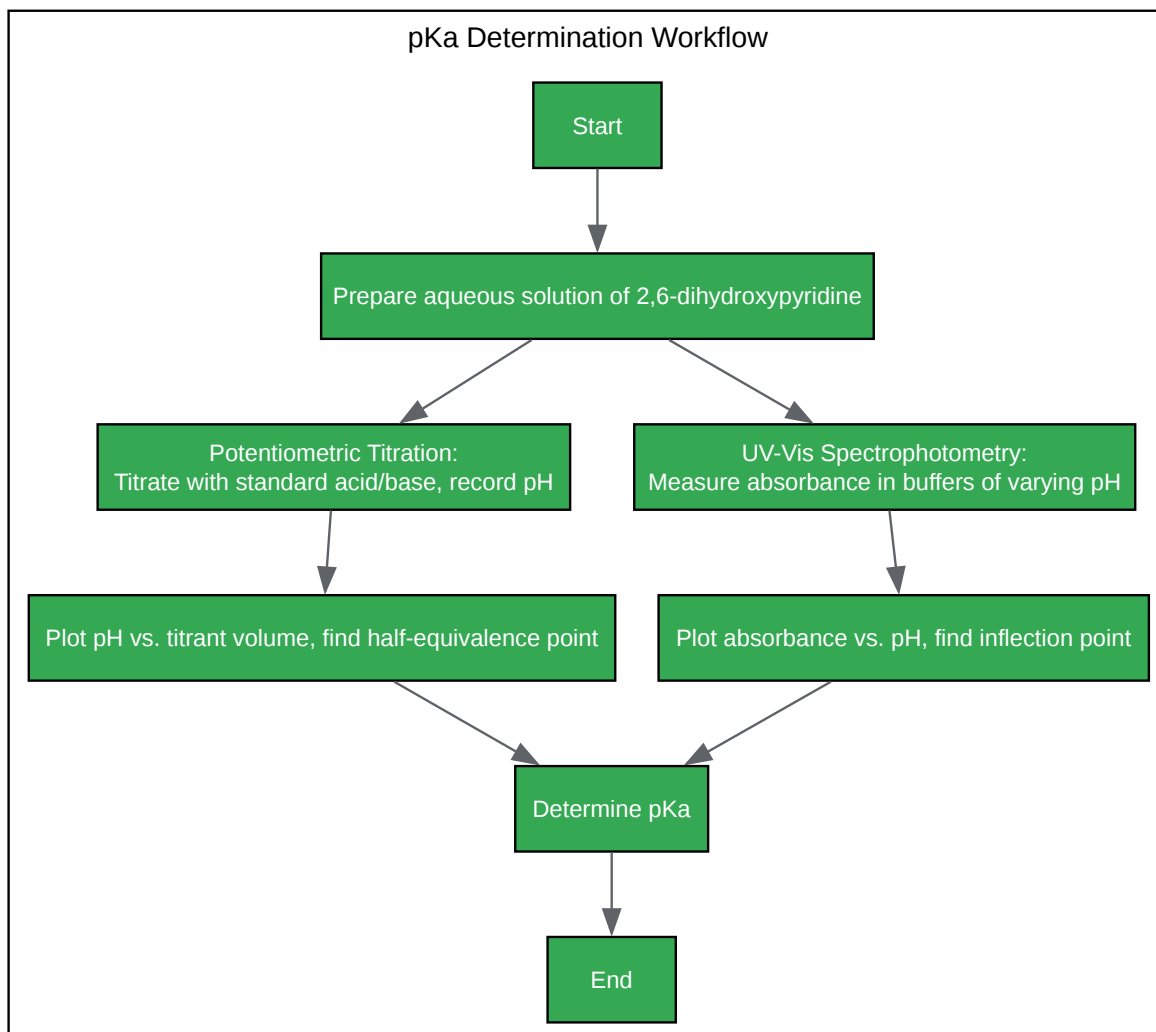 pKa Determination Workflow
Start
Prepare aqueous solution of 2,6-dihydroxypyridine
Potentiometric Titration:
Titrate with standard acid/base, record pH
UV-Vis Spectrophotometry:
Measure absorbance in buffers of varying pH
Plot pH vs. titrant volume, find half-equivalence point
Plot absorbance vs. pH, find inflection point
Determine pKa
End